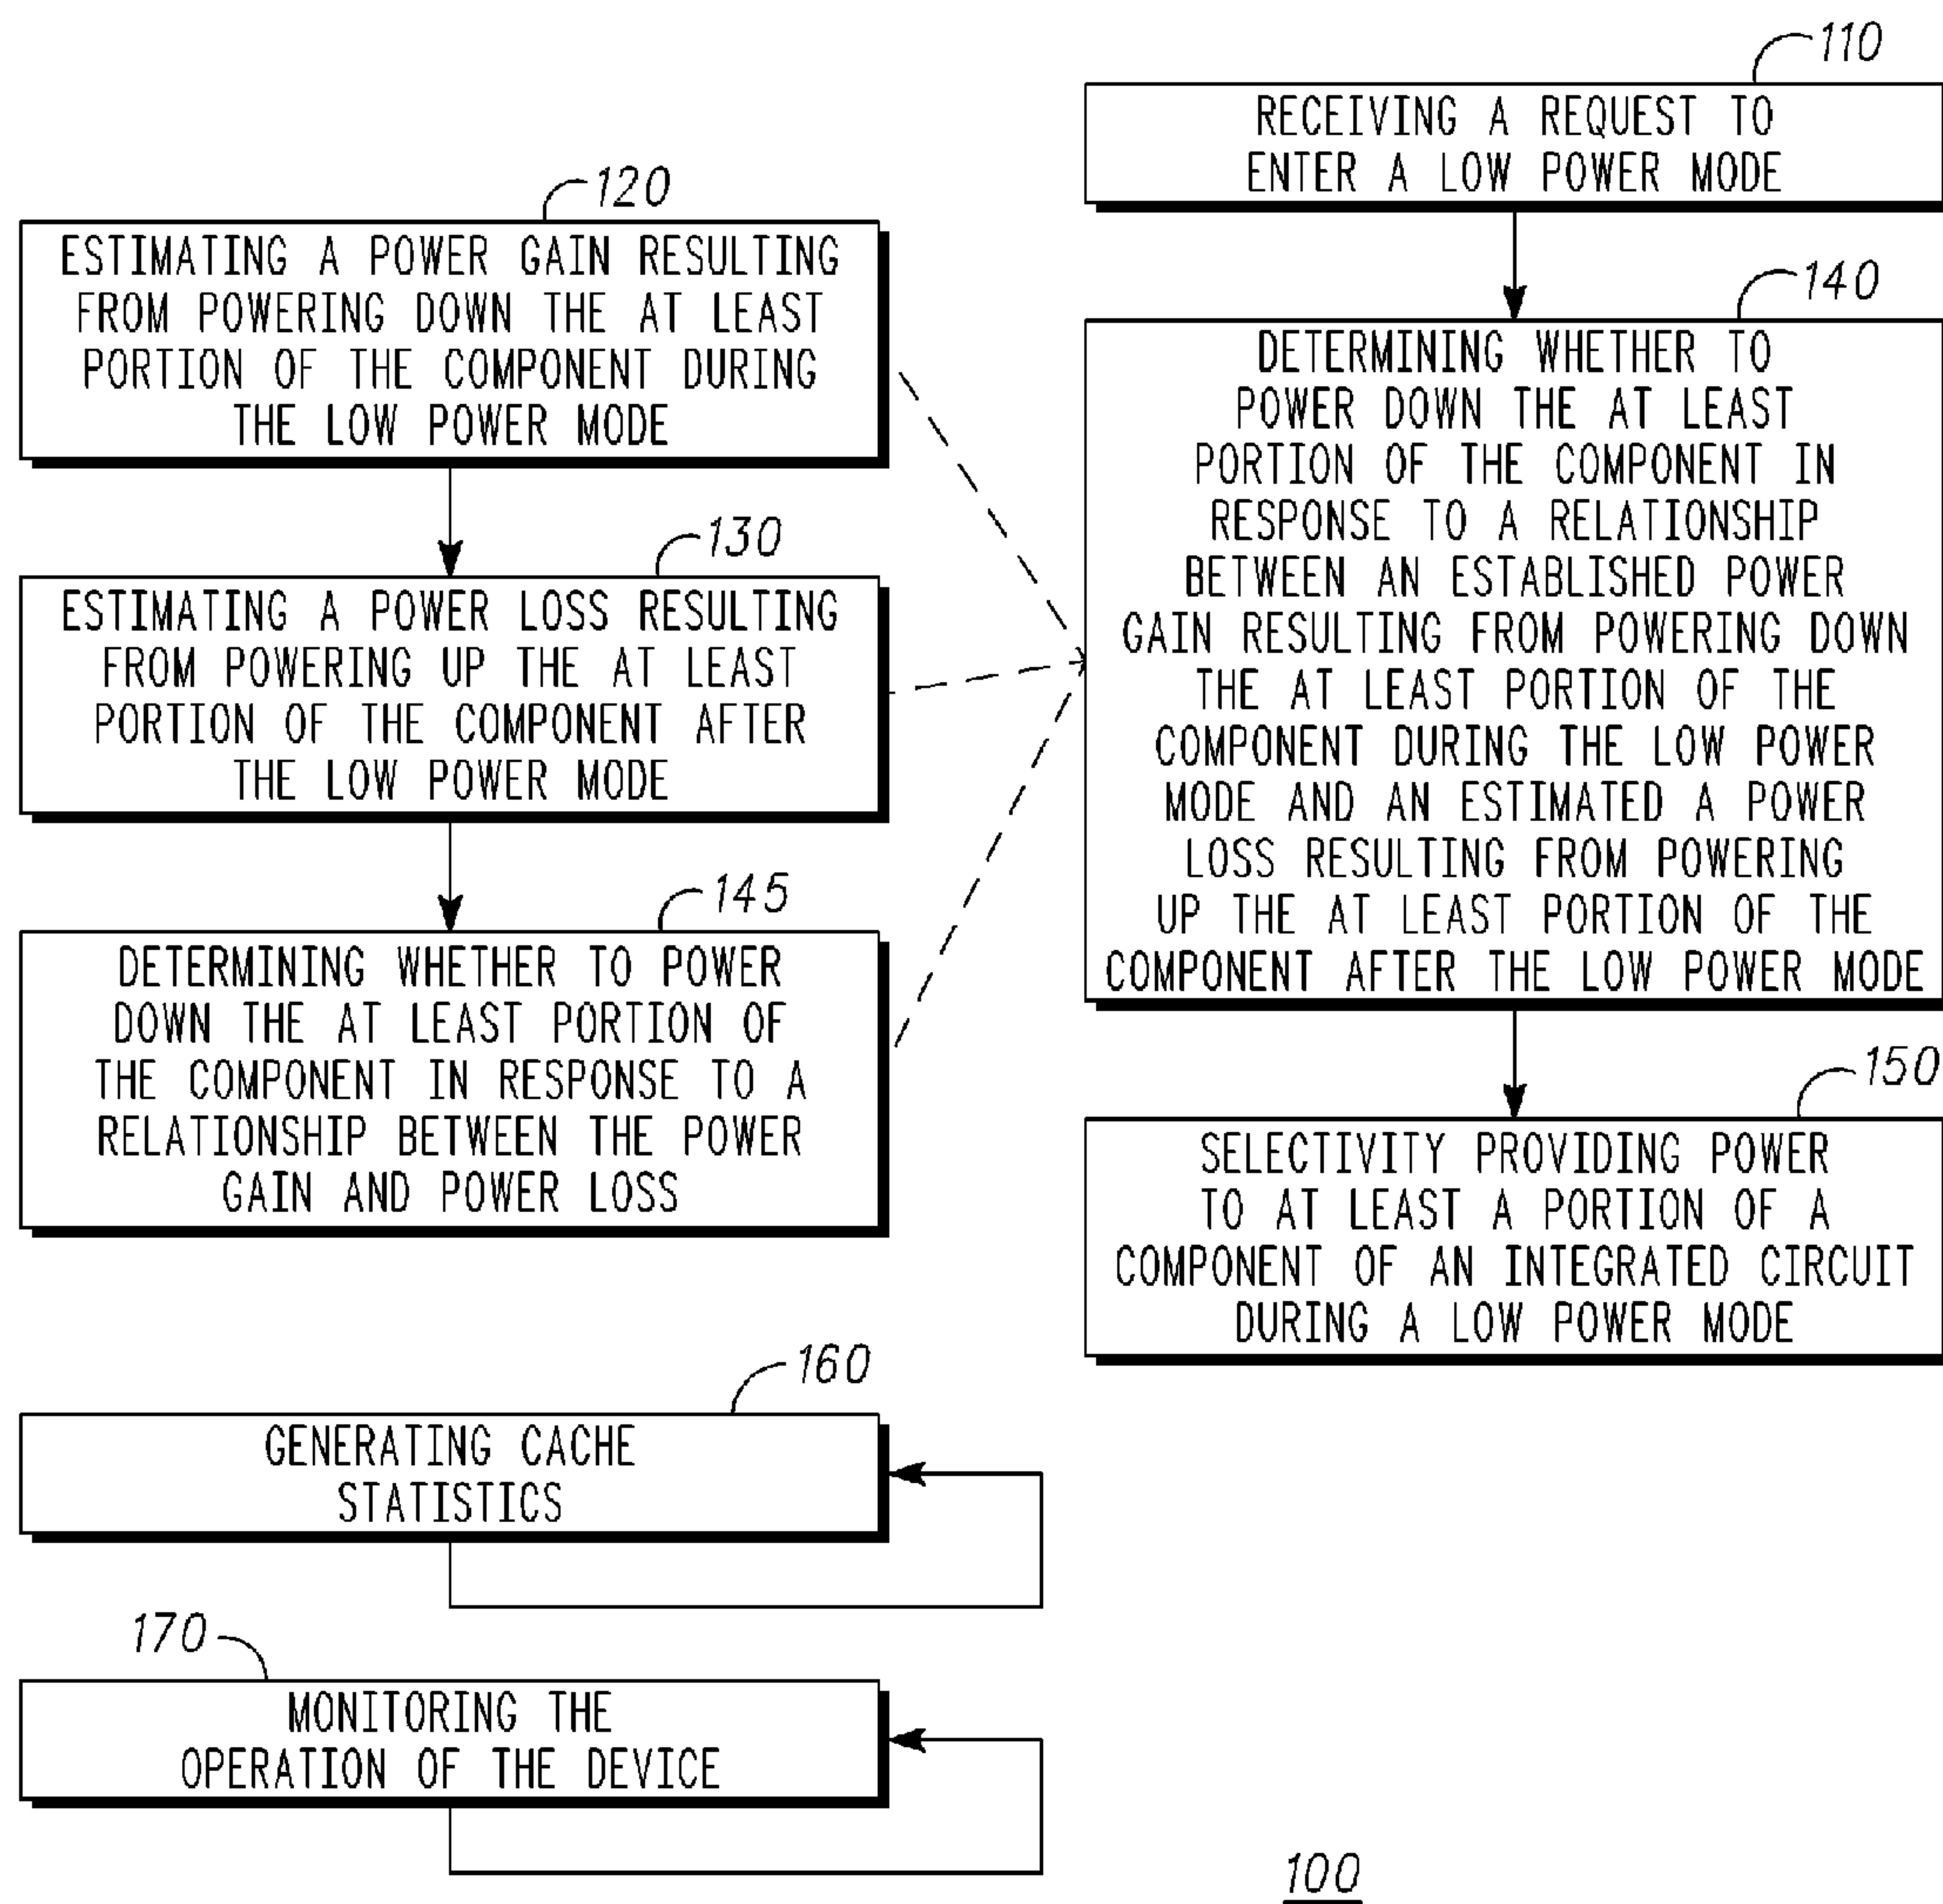 110
RECEIVING A REQUEST TO
ENTER A LOW POWER MODE
120
ESTIMATING A POWER GAIN RESULTING
FROM POWERING DOWN THE AT LEAST
PORTION OF THE COMPONENT DURING
THE LOW POWER MODE
140
DETERMINING WHETHER TO
POWER DOWN THE AT LEAST
PORTION OF THE COMPONENT IN
RESPONSE TO A RELATIONSHIP
BETWEEN AN ESTABLISHED POWER
GAIN RESULTING FROM POWERING DOWN
THE AT LEAST PORTION OF THE
COMPONENT DURING THE LOW POWER
MODE AND AN ESTIMATED A POWER
LOSS RESULTING FROM POWERING
UP THE AT LEAST PORTION OF THE
COMPONENT AFTER THE LOW POWER MODE
130
ESTIMATING A POWER LOSS RESULTING
FROM POWERING UP THE AT LEAST
PORTION OF THE COMPONENT AFTER
THE LOW POWER MODE
145
DETERMINING WHETHER TO POWER
DOWN THE AT LEAST PORTION OF
THE COMPONENT IN RESPONSE TO A
RELATIONSHIP BETWEEN THE POWER
GAIN AND POWER LOSS
150
SELECTIVITY PROVIDING POWER
TO AT LEAST A PORTION OF A
COMPONENT OF AN INTEGRATED CIRCUIT
DURING A LOW POWER MODE
160
GENERATING CACHE
STATISTICS
170
MONITORING THE
OPERATION OF THE DEVICE
100